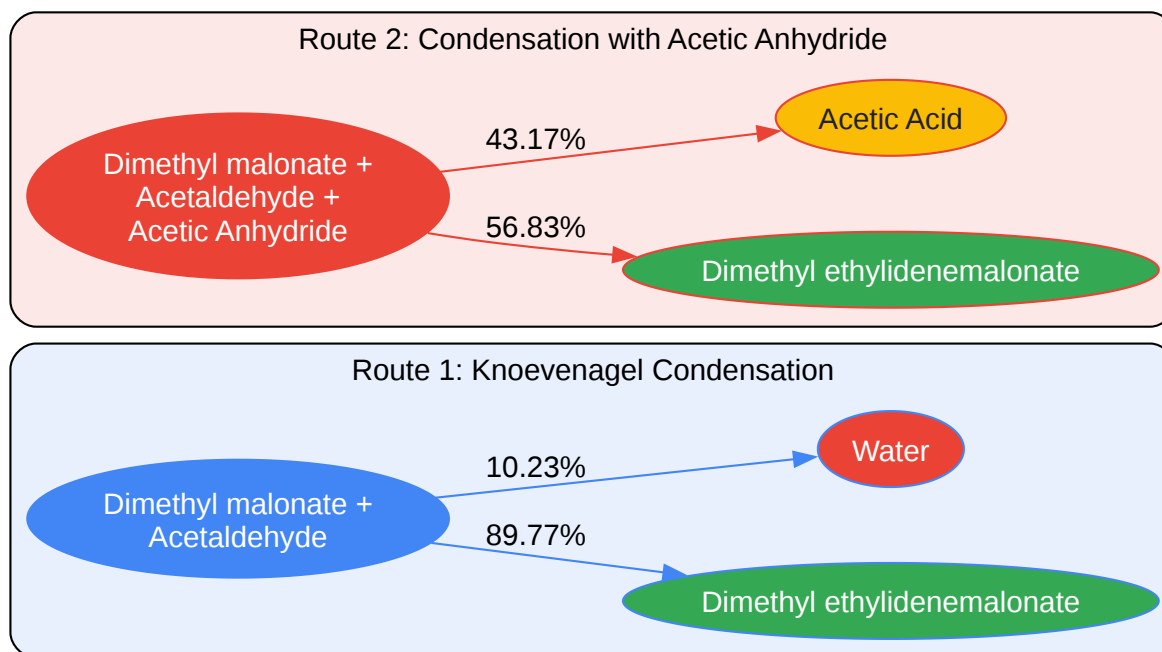 Route 2: Condensation with Acetic Anhydride
Dimethyl malonate +
Acetaldehyde +
Acetic Anhydride
43.17%
Acetic Acid
56.83%
Dimethyl ethylidenemalonate
Route 1: Knoevenagel Condensation
Dimethyl malonate +
Acetaldehyde
10.23%
Water
89.77%
Dimethyl ethylidenemalonate